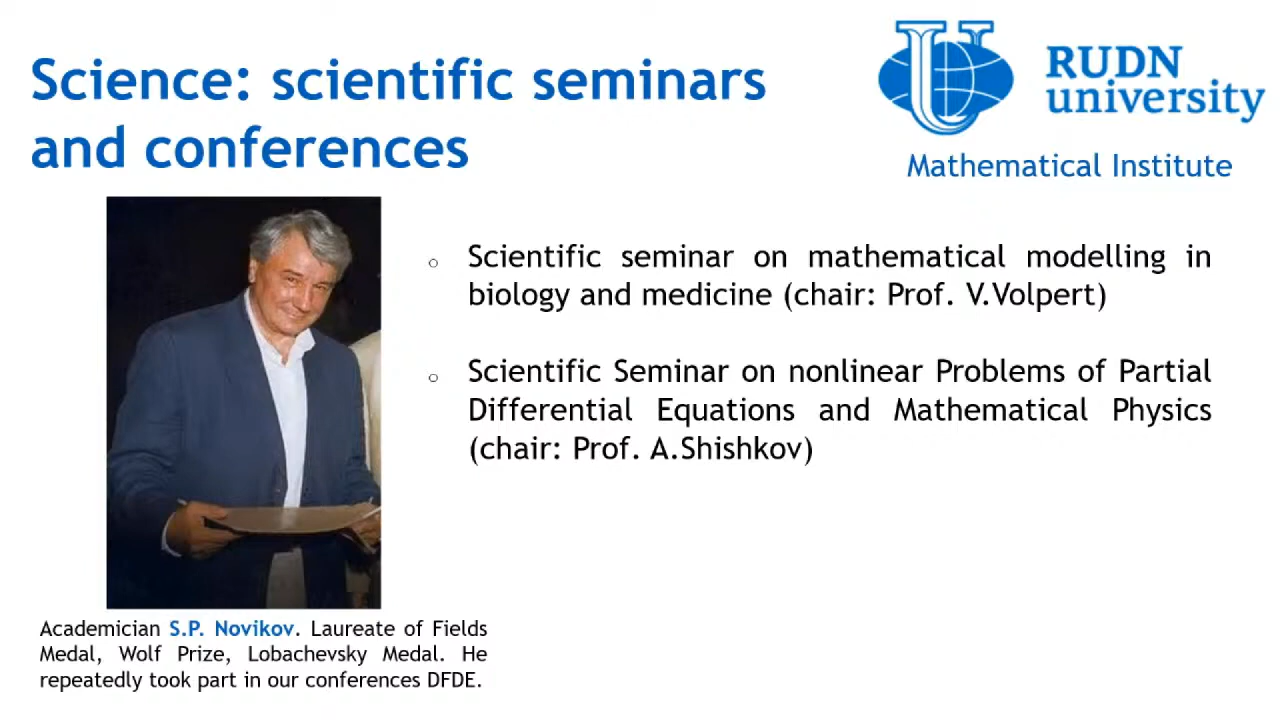 Science: scientific seminars
and conferences
RUDN
university
Mathematical Institute
○ Scientific seminar on mathematical modelling in
biology and medicine (chair: Prof. V.Volpert)
○ Scientific Seminar on nonlinear Problems of Partial
Differential Equations and Mathematical Physics
(chair: Prof. A.Shishkov)
Academician S.P. Novikov. Laureate of Fields
Medal, Wolf Prize, Lobachevsky Medal. He
repeatedly took part in our conferences DFDE.